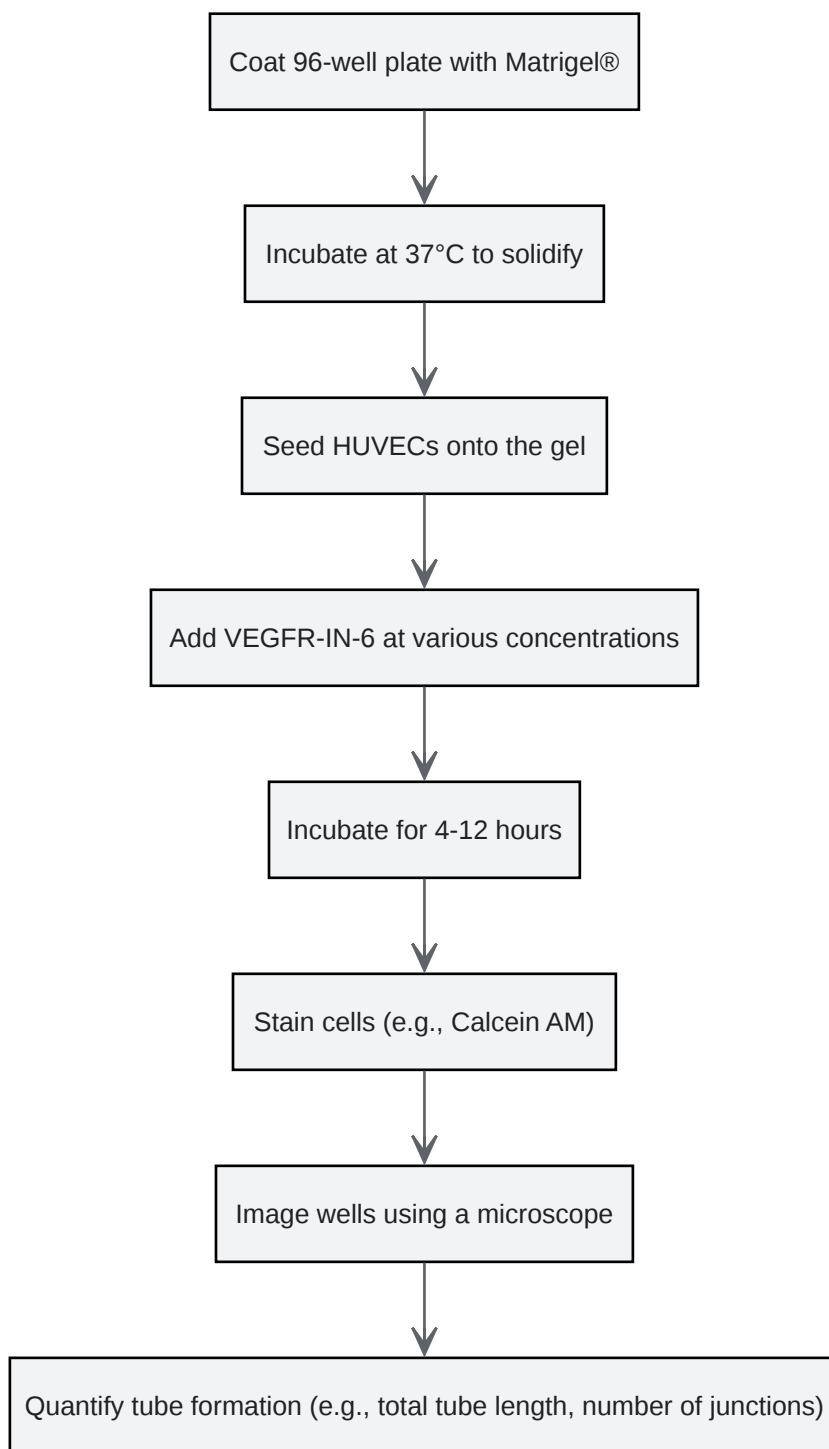 Coat 96-well plate with Matrigel®
Incubate at 37°C to solidify
Seed HUVECs onto the gel
Add VEGFR-IN-6 at various concentrations
Incubate for 4-12 hours
Stain cells (e.g., Calcein AM)
Image wells using a microscope
Quantify tube formation (e.g., total tube length, number of junctions)